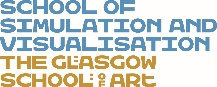 SCHOOL OF
SIMULATION AND
VISUALISATION
THE GLASGOW
SCHOOL OF ART